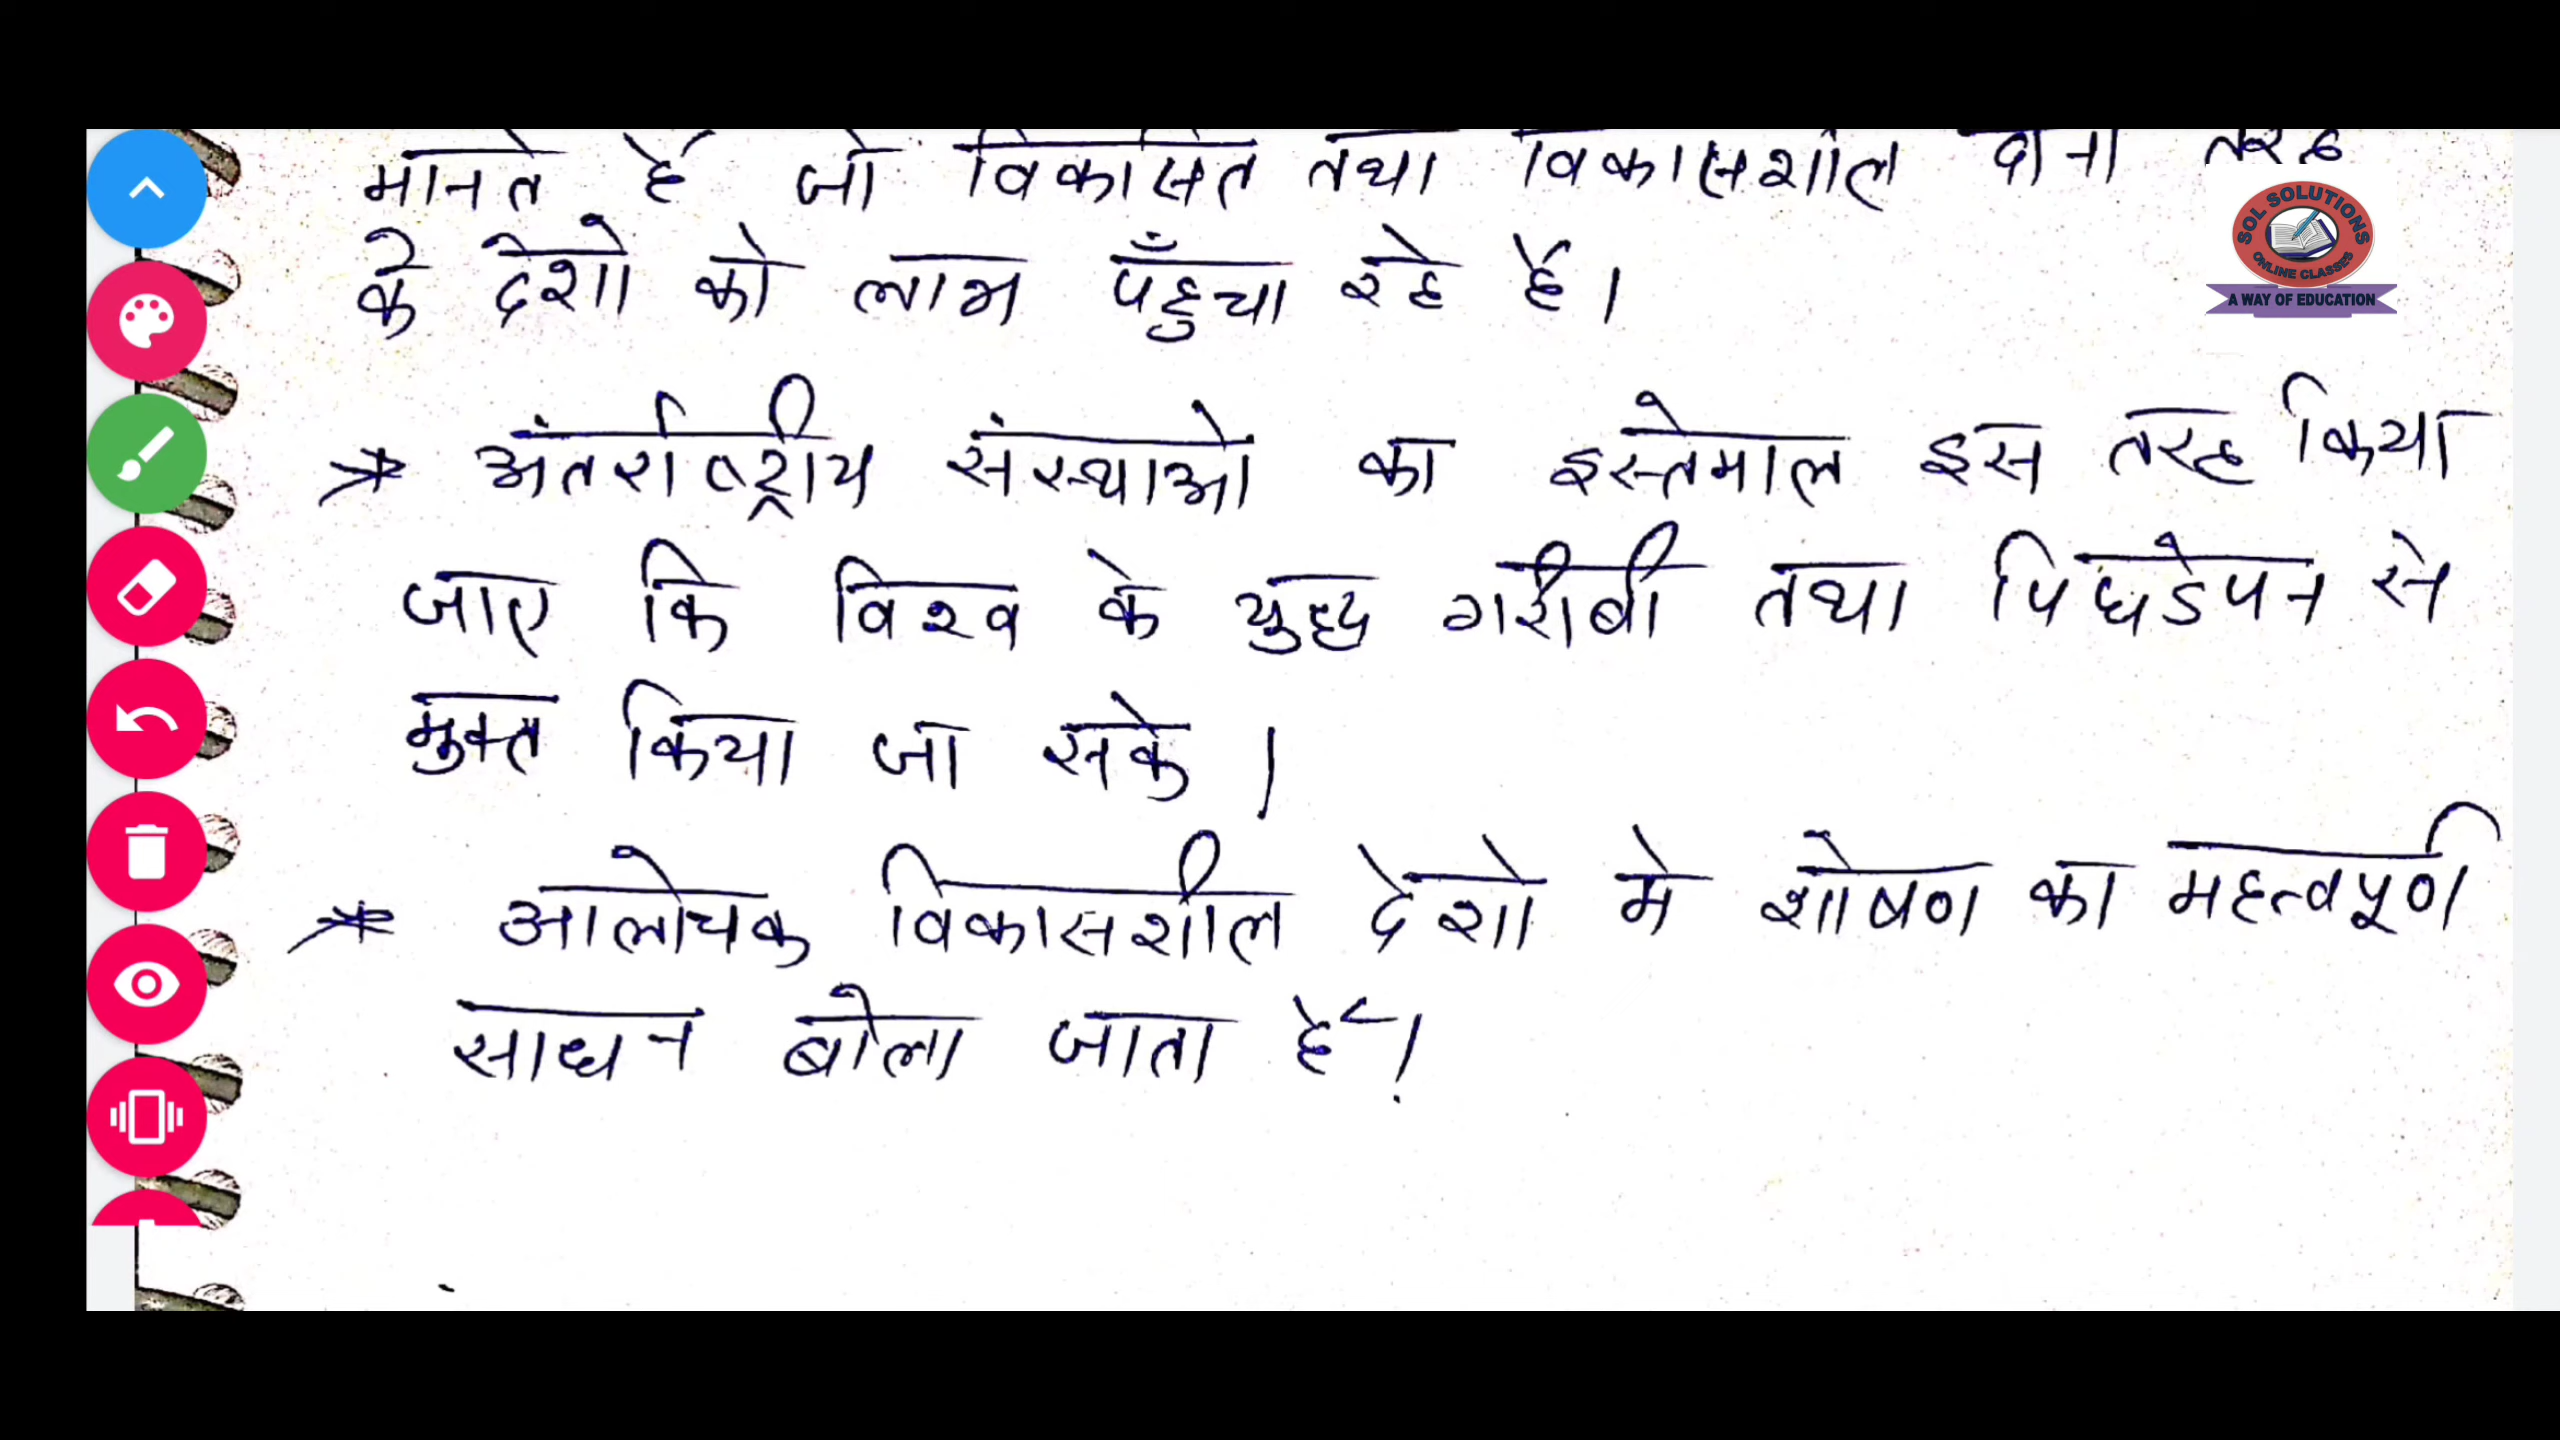 मानते हैं जो विकसित तथा विकासशील दोनो तरह
के देशो को लाभ पहुँचा रहे हैं।
SOL SOLUTIONS
ONLINE CLASSES
A WAY OF EDUCATION
अंतर्राष्ट्रीय संस्थाओ का इस्तेमाल इस तरह किया
जाए कि विश्व के युद्ध गरीबी तथा पिछडेपन से
मुक्त किया जा सके।
आलोचक विकासशील देशो मे शोषण का महत्वपूर्ण
साधन बोला जाता है।